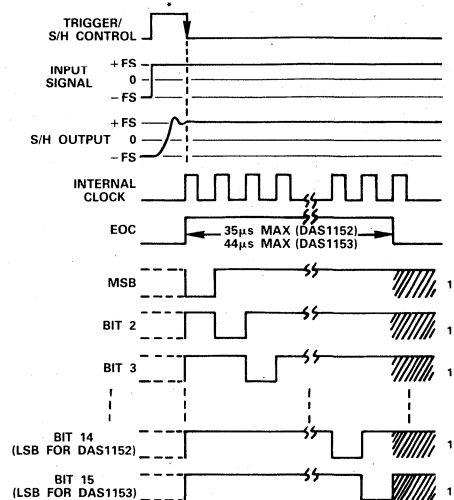 *
TRIGGER/
S/H CONTROL
+ FS
INPUT
SIGNAL
0
− FS
+ FS
S/H OUTPUT
0
− FS
INTERNAL
CLOCK
EOC
35μs MAX (DAS1152)
44μs MAX (DAS1153)
MSB
1
BIT 2
1
BIT 3
1
BIT 14
(LSB FOR DAS1152)
1
BIT 15
(LSB FOR DAS1153)
1